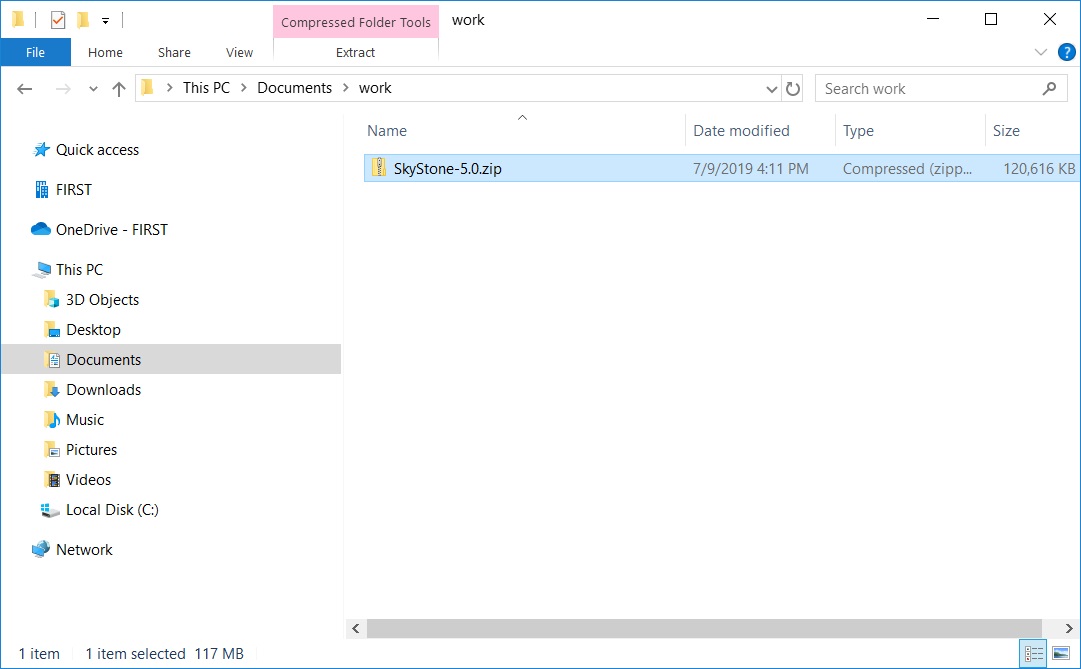 Compressed Folder Tools work
File Home Share View Extract ?
This PC Documents work Search work
Name Date modified Type Size
SkyStone-5.0.zip 7/9/2019 4:11 PM Compressed (zipp... 120,616 KB
Quick access
FIRST
OneDrive - FIRST
This PC
3D Objects
Desktop
Documents
Downloads
Music
Pictures
Videos
Local Disk (C:)
Network
1 item 1 item selected 117 MB